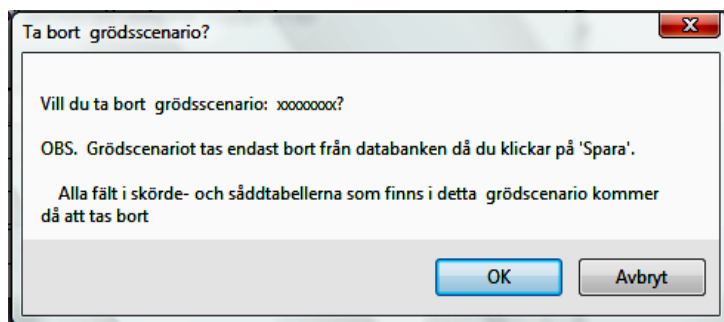 Ta bort grödsscenario?
Vill du ta bort grödsscenario: xxxxxxxx?
OBS. Grödscenariot tas endast bort från databanken då du klickar på 'Spara'.
Alla fält i skörde- och såddtabellerna som finns i detta grödscenario kommer
då att tas bort
OK
Avbryt